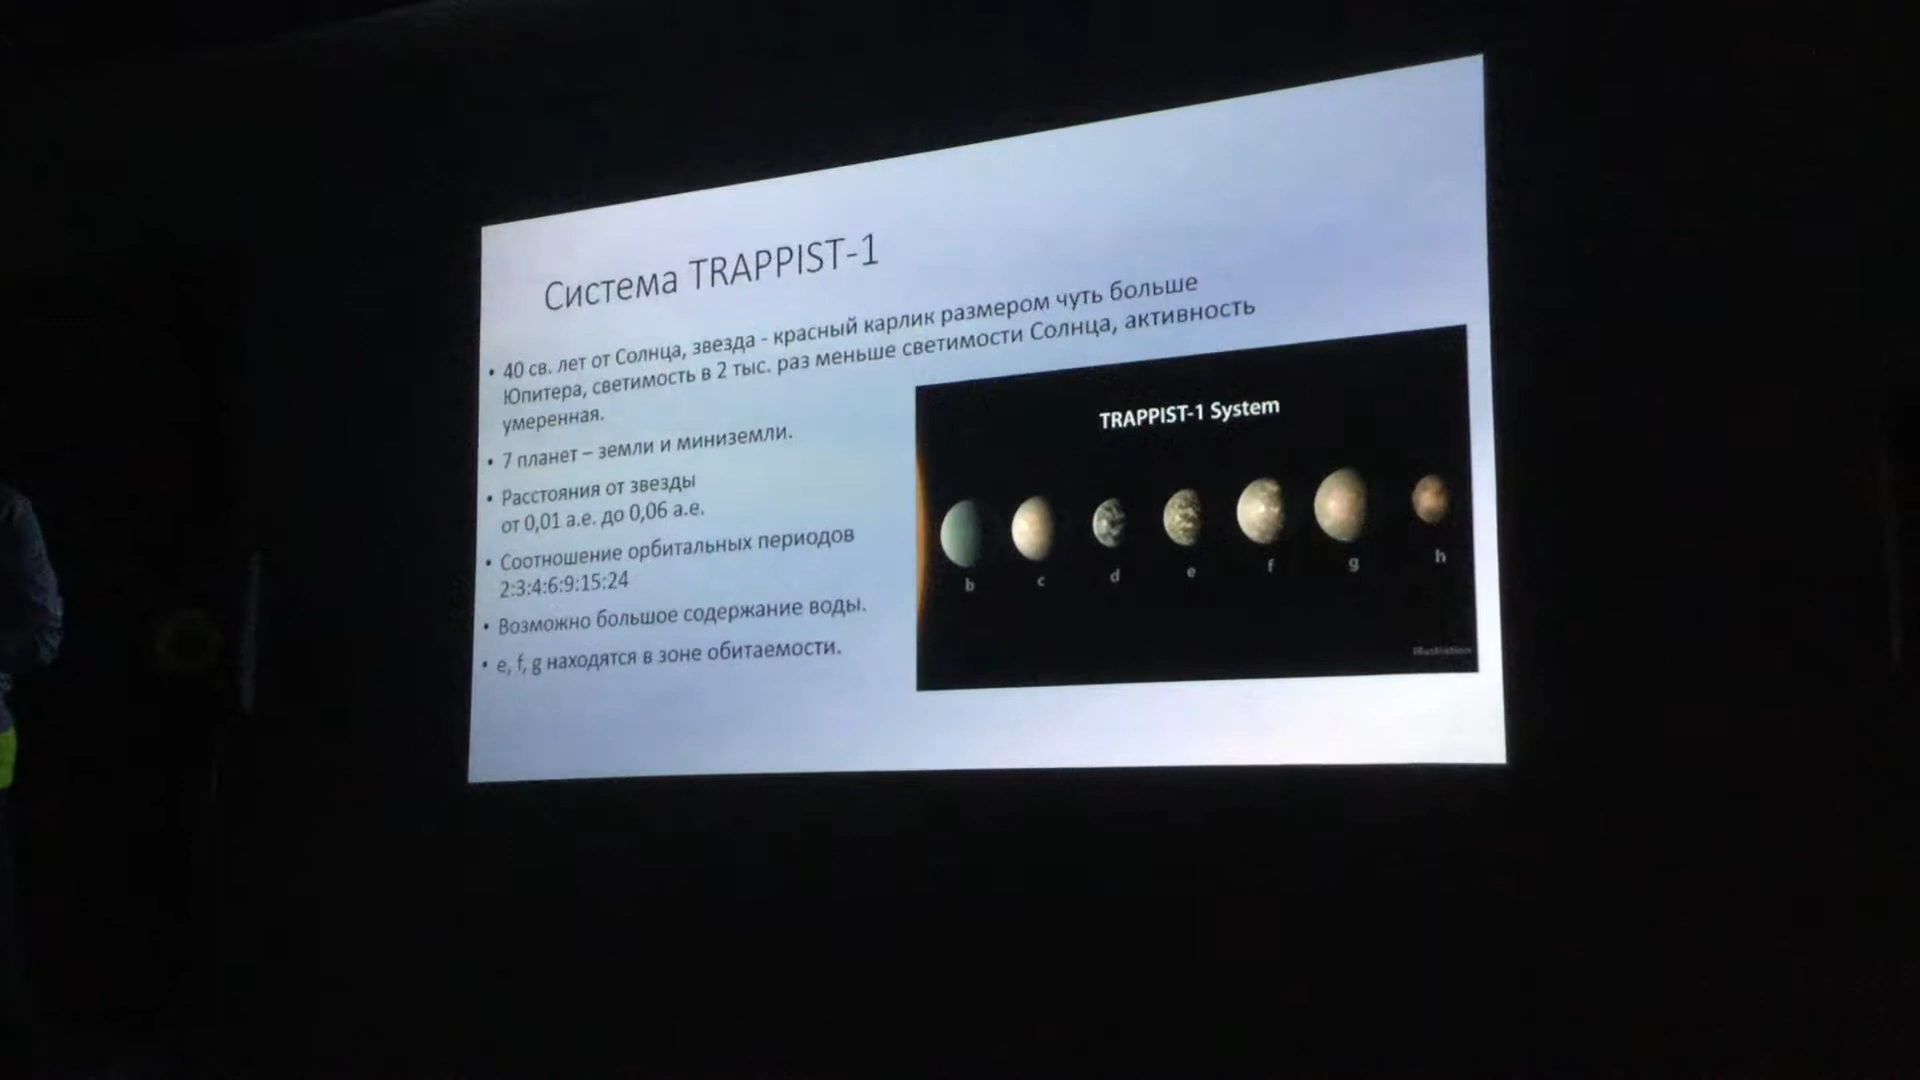 Система TRAPPIST-1
• 40 св. лет от Солнца, звезда - красный карлик размером чуть больше
Юпитера, светимость в 2 тыс. раз меньше светимости Солнца, активность
умеренная.
• 7 планет – земли и миниземли.
• Расстояния от звезды
от 0,01 а.е. до 0,06 а.е.
• Соотношение орбитальных периодов
2:3:4:6:9:15:24
• Возможно большое содержание воды.
• e, f, g находятся в зоне обитаемости.
TRAPPIST-1 System
b c d e f g h
Illustration